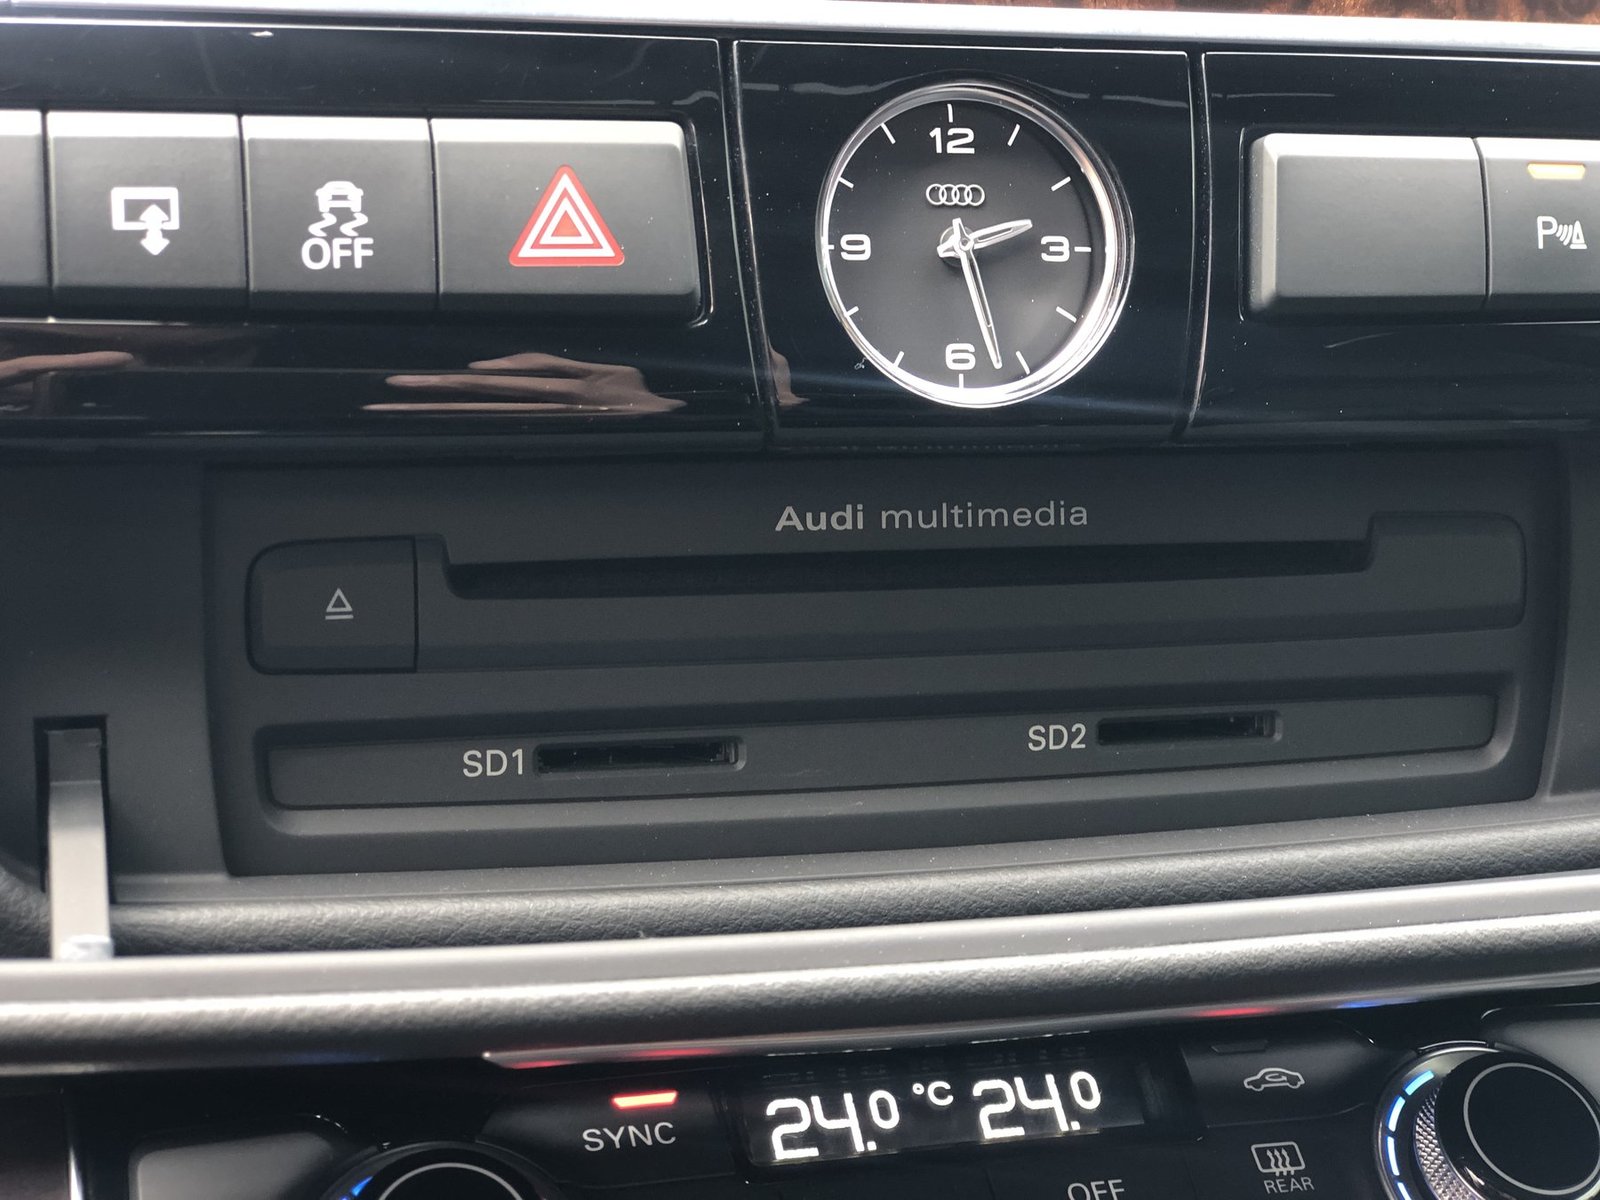 OFF
12
9
3
6
P
Audi multimedia
SD1
SD2
SYNC
24.0 °C 24.0
OFF
REAR